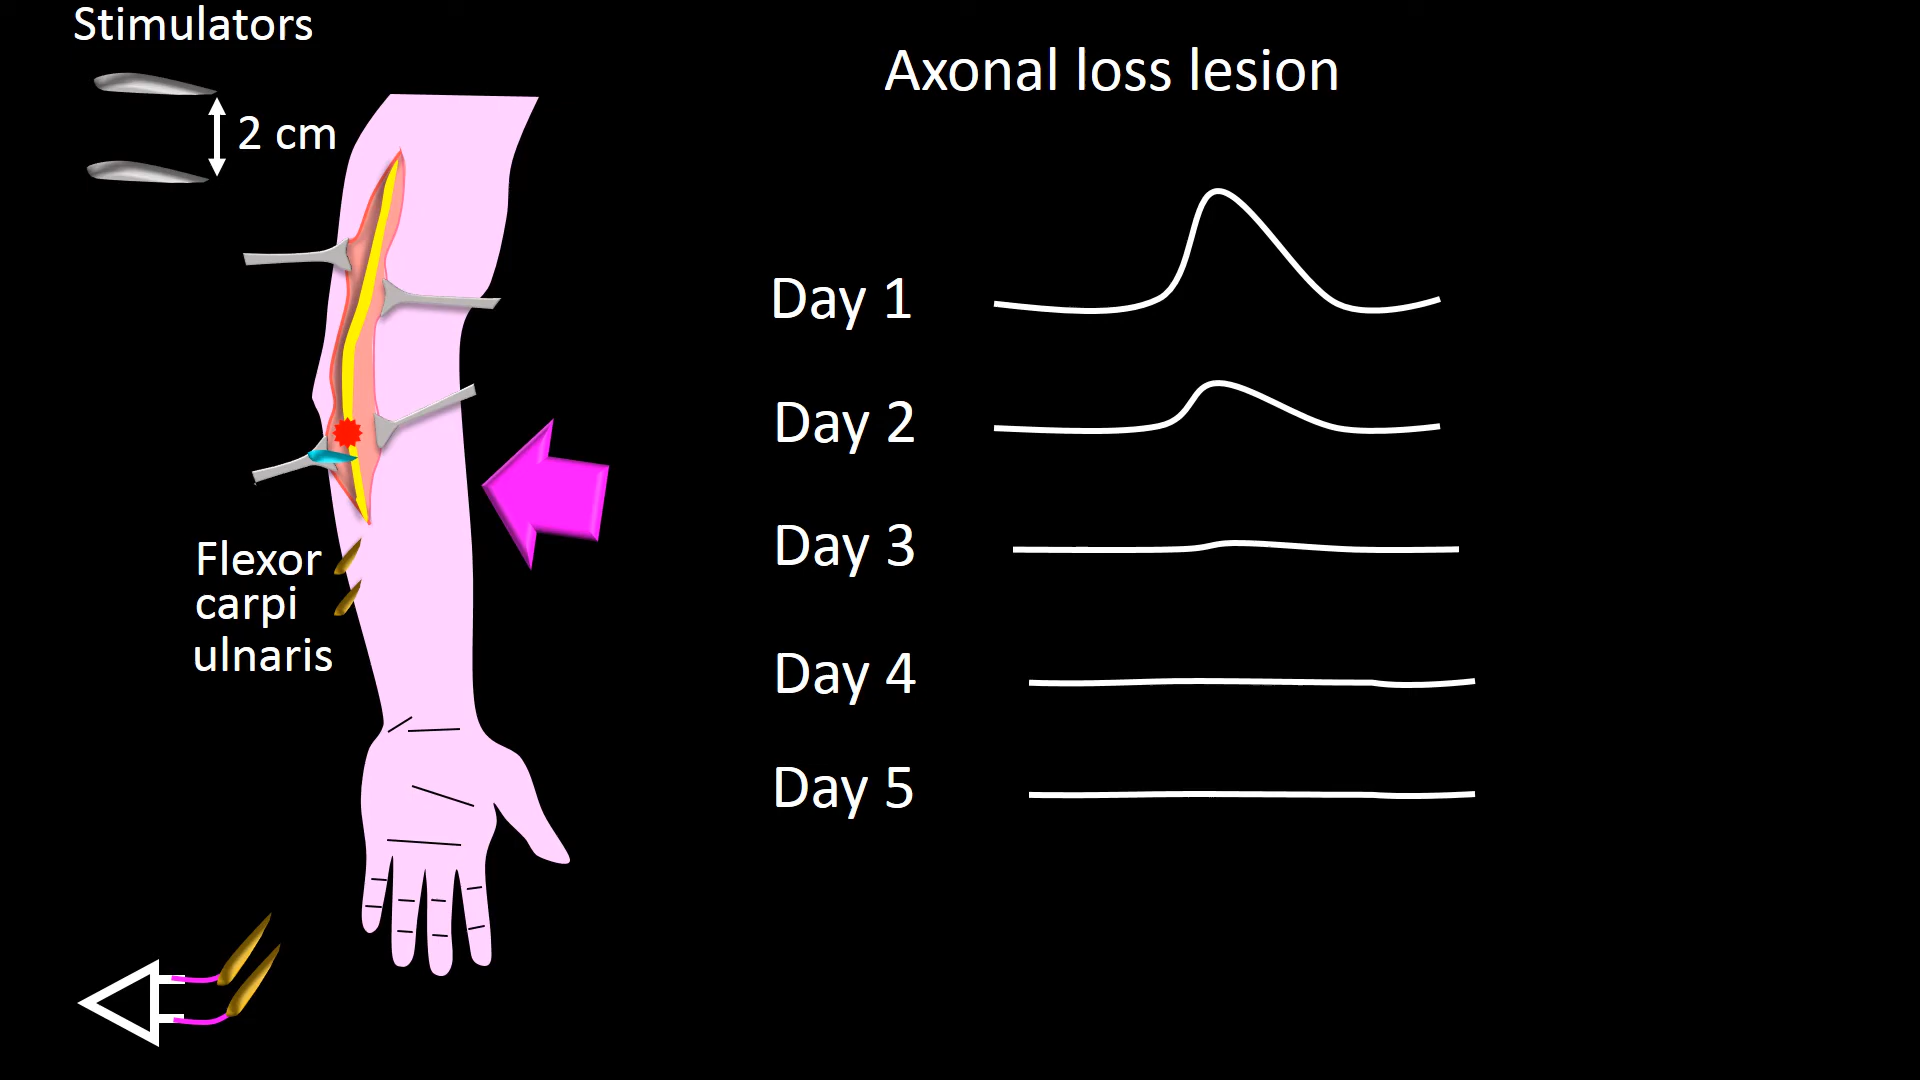 Stimulators
2 cm
Axonal loss lesion
Day 1
Day 2
Day 3
Day 4
Day 5
Flexor
carpi
ulnaris